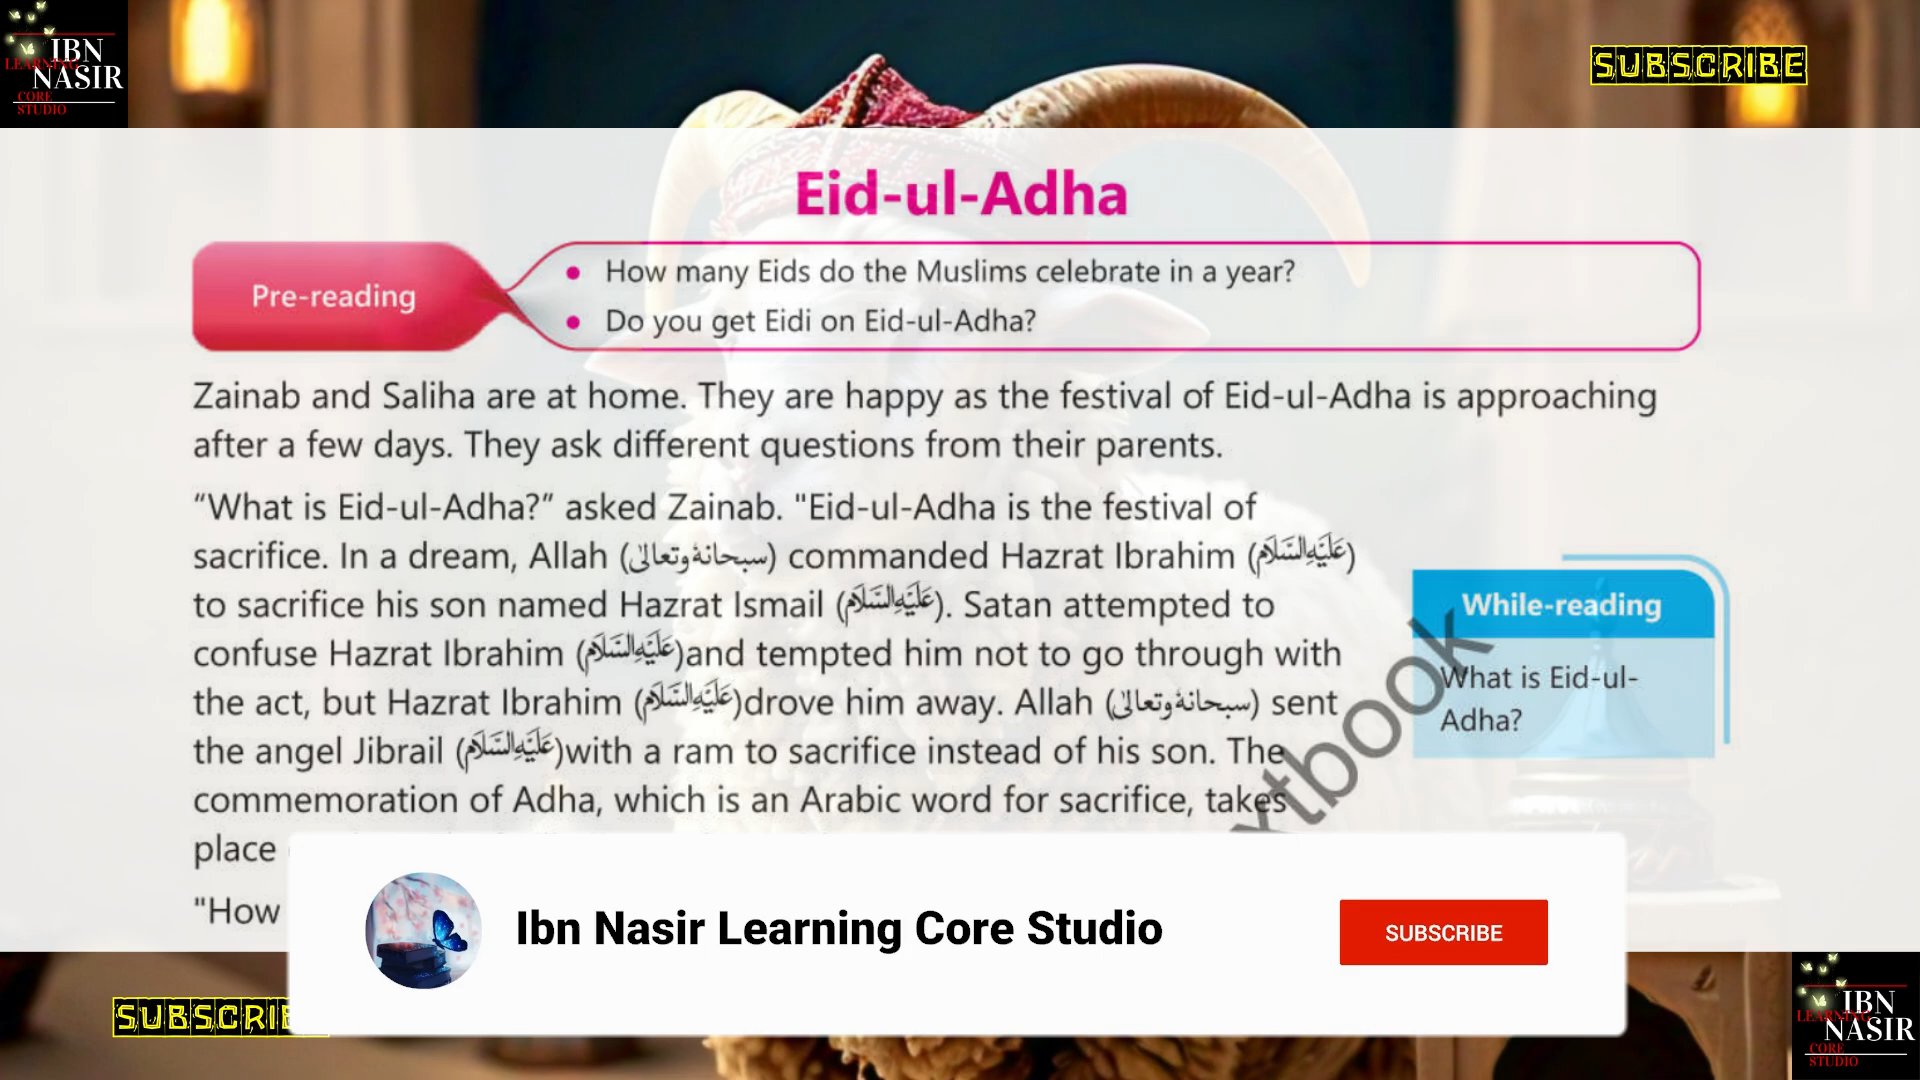 IBN
LEARNING
NASIR
CORE
STUDIO
SUBSCRIBE
Eid-ul-Adha
Pre-reading
• How many Eids do the Muslims celebrate in a year?
• Do you get Eidi on Eid-ul-Adha?
Zainab and Saliha are at home. They are happy as the festival of Eid-ul-Adha is approaching
after a few days. They ask different questions from their parents.
“What is Eid-ul-Adha?” asked Zainab. "Eid-ul-Adha is the festival of
sacrifice. In a dream, Allah (سبحانہٗ وتعالیٰ) commanded Hazrat Ibrahim (عَلَيْهِ السَّلَام)
to sacrifice his son named Hazrat Ismail (عَلَيْهِ السَّلَام). Satan attempted to
confuse Hazrat Ibrahim (عَلَيْهِ السَّلَام)and tempted him not to go through with
the act, but Hazrat Ibrahim (عَلَيْهِ السَّلَام)drove him away. Allah (سبحانہٗ وتعالیٰ) sent
the angel Jibrail (عَلَيْهِ السَّلَام)with a ram to sacrifice instead of his son. The
commemoration of Adha, which is an Arabic word for sacrifice, takes
place
"How
While-reading
What is Eid-ul-
Adha?
xtbook
Ibn Nasir Learning Core Studio
SUBSCRIBE
SUBSCRIBE
IBN
LEARNING
NASIR
CORE
STUDIO